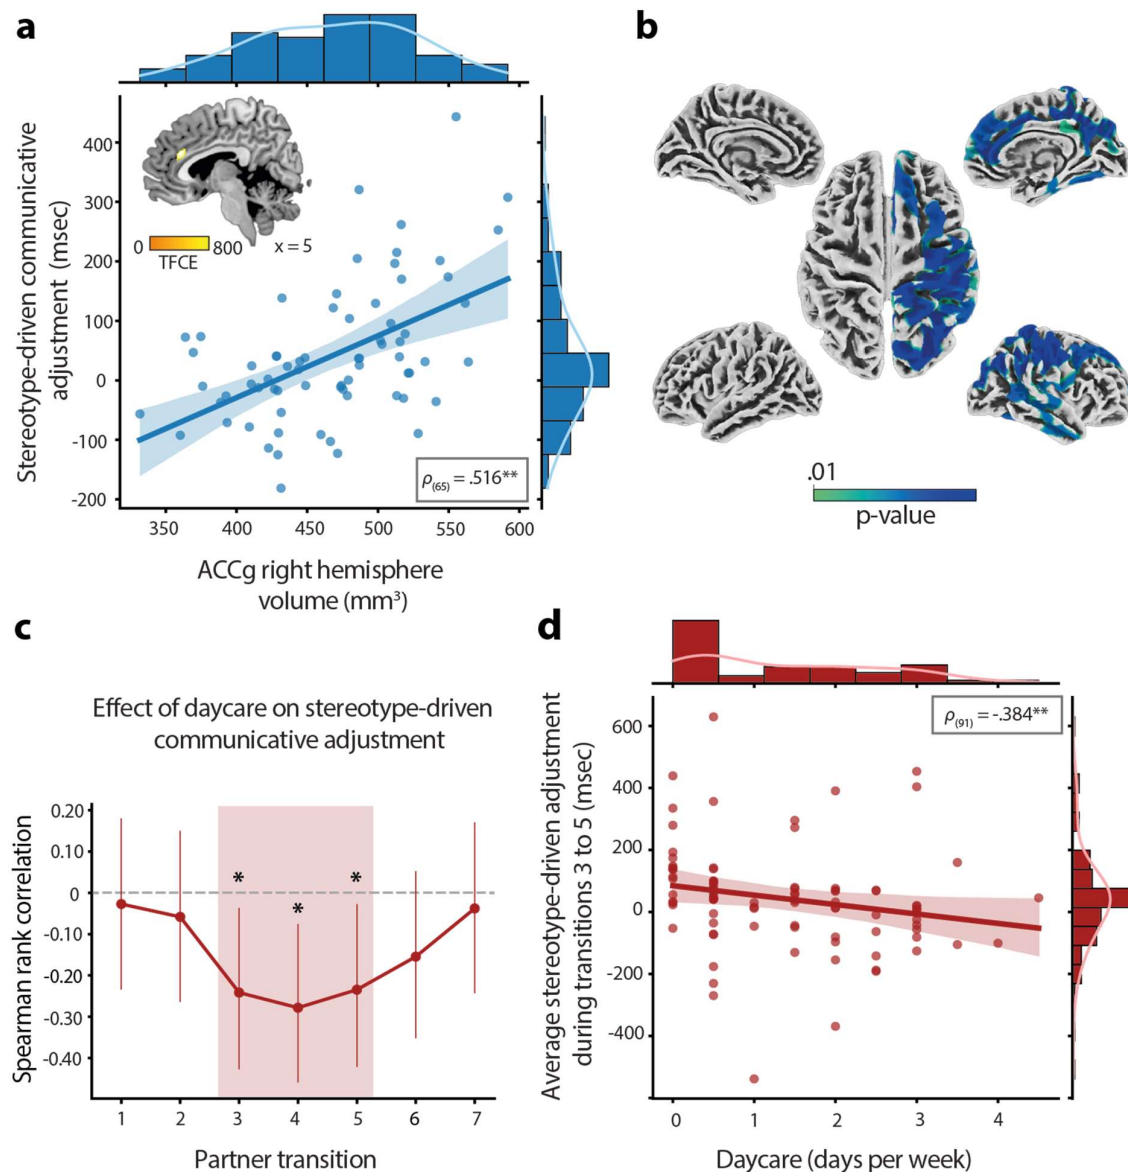 a
Stereotype-driven communicative
adjustment (msec)
400
300
200
100
0
-100
-200
0
800
TFCE
x = 5
ρ(65) = .516**
350
400
450
500
550
600
ACCg right hemisphere
volume (mm³)
b
.01
p-value
c
Effect of daycare on stereotype-driven
communicative adjustment
Spearman rank correlation
0.20
0.10
0
-0.10
-0.20
-0.30
-0.40
*
*
*
1
2
3
4
5
6
7
Partner transition
d
Average stereotype-driven adjustment
during transitions 3 to 5 (msec)
600
400
200
0
-200
-400
ρ(91) = -.384**
0
1
2
3
4
Daycare (days per week)